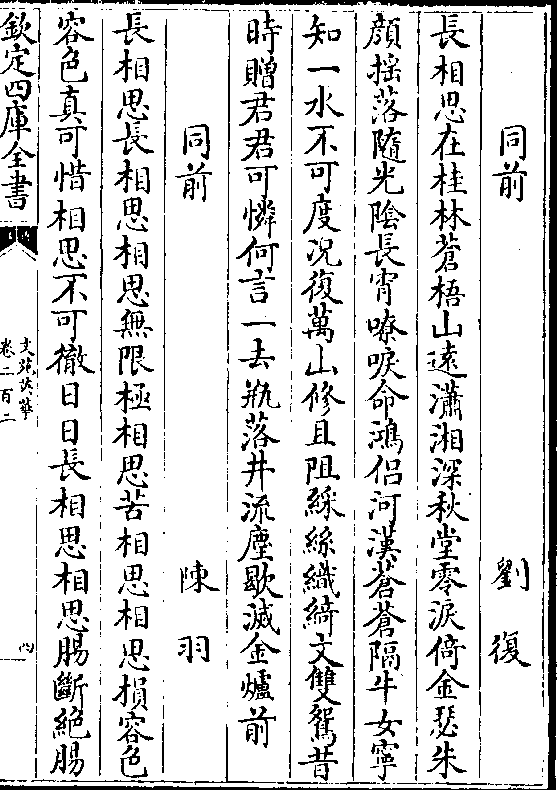 同前　劉復
長相思在桂林蒼梧山遠瀟湘深秋堂零淚倚金瑟朱
顔揺落隨光陰長宵嘹唳命鴻侣河漢蒼蒼隔牛女寧
知一水不可度况復萬山修且阻綵絲織綺文雙鴛昔
時贈君君可憐何言一去瓶落井流塵歇滅金爐前
同前　陳羽
長相思長相思相思無限極相思苦相思相思損容色
容色真可惜相思不可徹日日長相思相思腸斷絕腸
欽定四庫全書
文苑英華
卷二百二
四